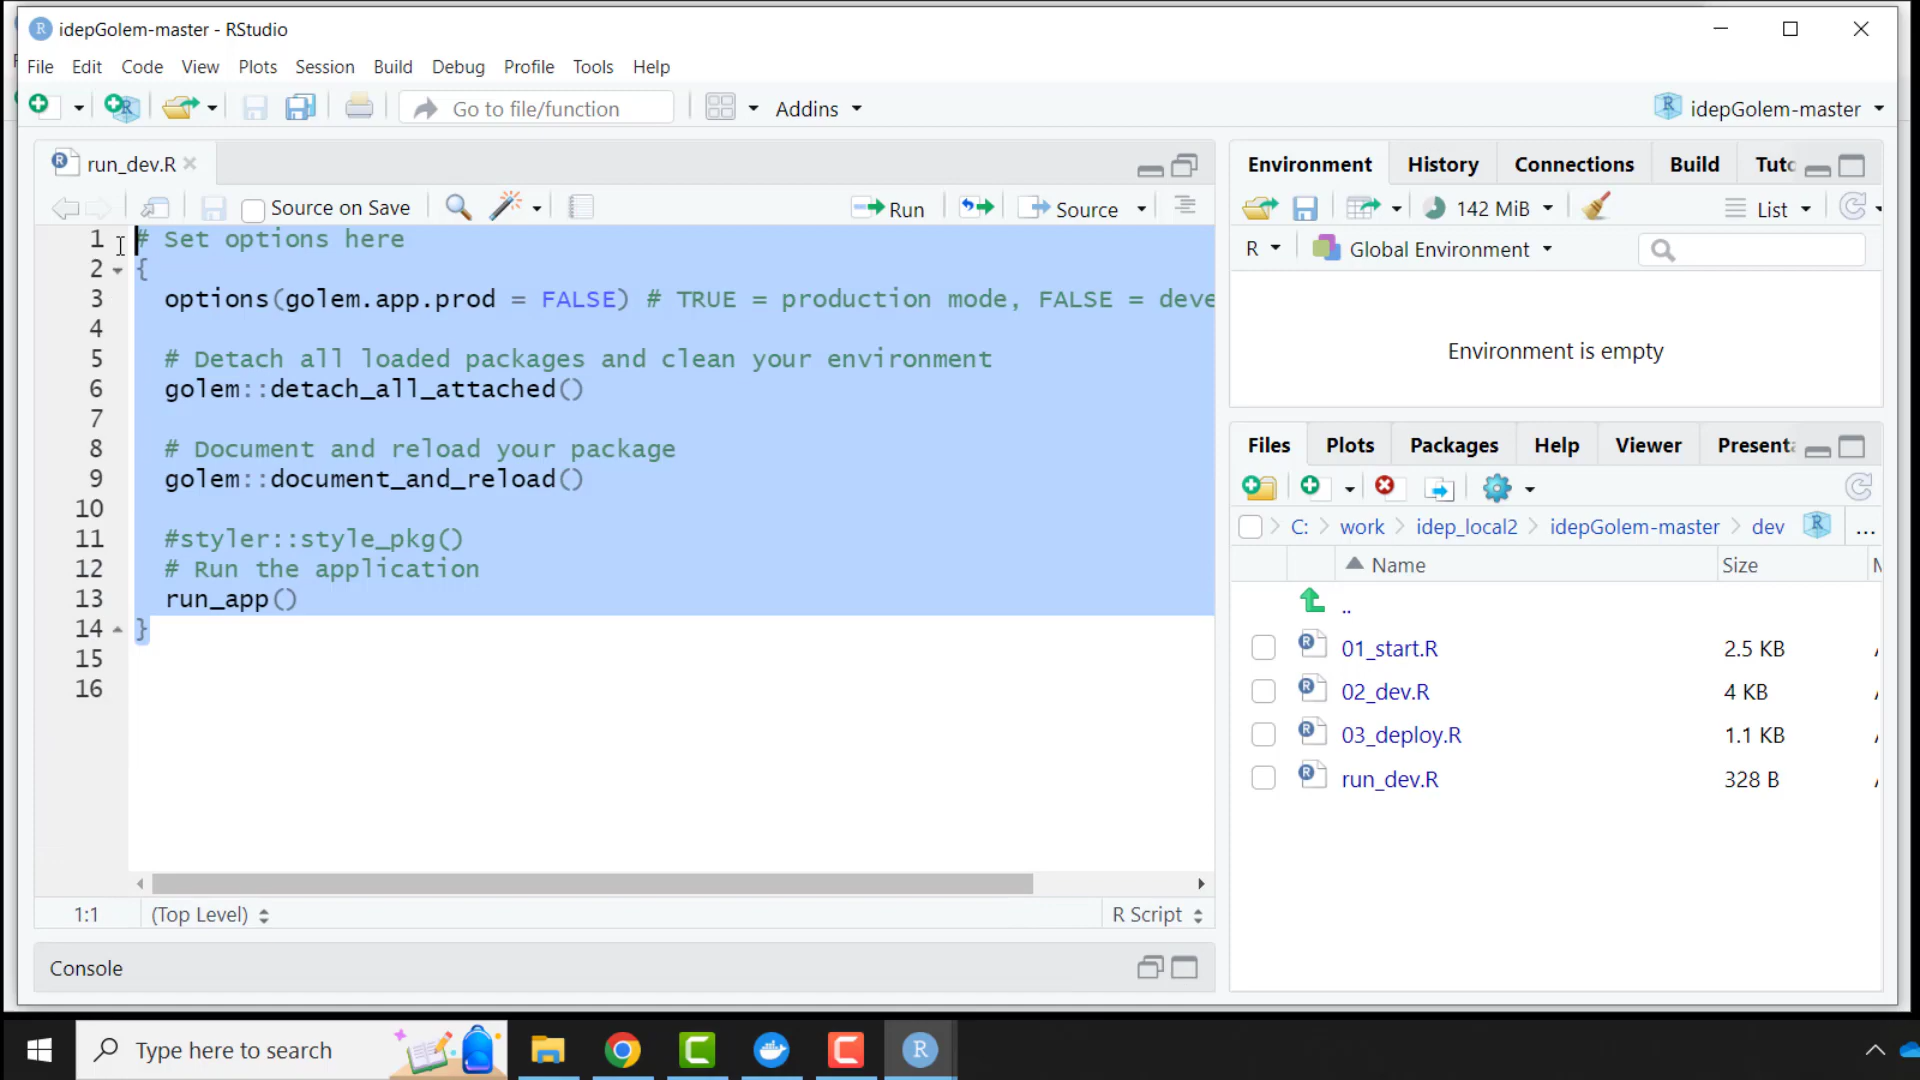 idepGolem-master - RStudio
File Edit Code View Plots Session Build Debug Profile Tools Help
Go to file/function Addins idepGolem-master
run_dev.R
Source on Save Run Source
1 # Set options here
2 {
3 options(golem.app.prod = FALSE) # TRUE = production mode, FALSE = deve
4
5 # Detach all loaded packages and clean your environment
6 golem::detach_all_attached()
7
8 # Document and reload your package
9 golem::document_and_reload()
10
11 #styler::style_pkg()
12 # Run the application
13 run_app()
14 }
15
16
1:1 (Top Level) R Script
Console
Environment History Connections Build Tuto
142 MiB List
R Global Environment
Environment is empty
Files Plots Packages Help Viewer Presenta
C: work idep_local2 idepGolem-master dev ...
Name Size
..
01_start.R 2.5 KB
02_dev.R 4 KB
03_deploy.R 1.1 KB
run_dev.R 328 B
Type here to search